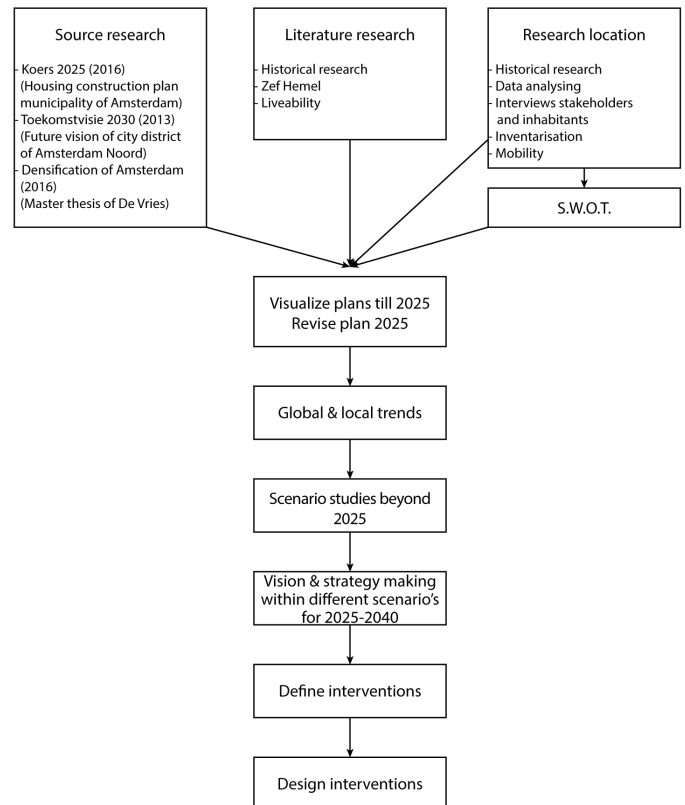 Source research
- Koers 2025 (2016)
(Housing construction plan
municipality of Amsterdam)
- Toekomstvisie 2030 (2013)
(Future vision of city district
of Amsterdam Noord)
- Densification of Amsterdam
(2016)
(Master thesis of De Vries)
Literature research
- Historical research
- Zef Hemel
- Liveability
Research location
- Historical research
- Data analysing
- Interviews stakeholders
and inhabitants
- Inventarisation
- Mobility
S.W.O.T.
Visualize plans till 2025
Revise plan 2025
Global & local trends
Scenario studies beyond
2025
Vision & strategy making
within different scenario's
for 2025-2040
Define interventions
Design interventions